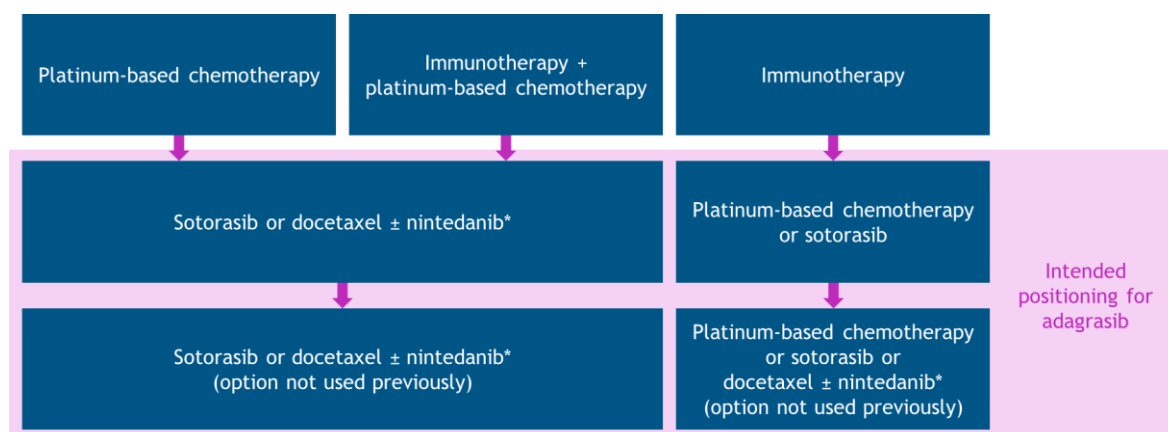 Platinum-based chemotherapy
Immunotherapy +
platinum-based chemotherapy
Immunotherapy
Sotorasib or docetaxel ± nintedanib*
Platinum-based chemotherapy
or sotorasib
Intended
positioning for
adagrasib
Sotorasib or docetaxel ± nintedanib*
(option not used previously)
Platinum-based chemotherapy
or sotorasib or
docetaxel ± nintedanib*
(option not used previously)